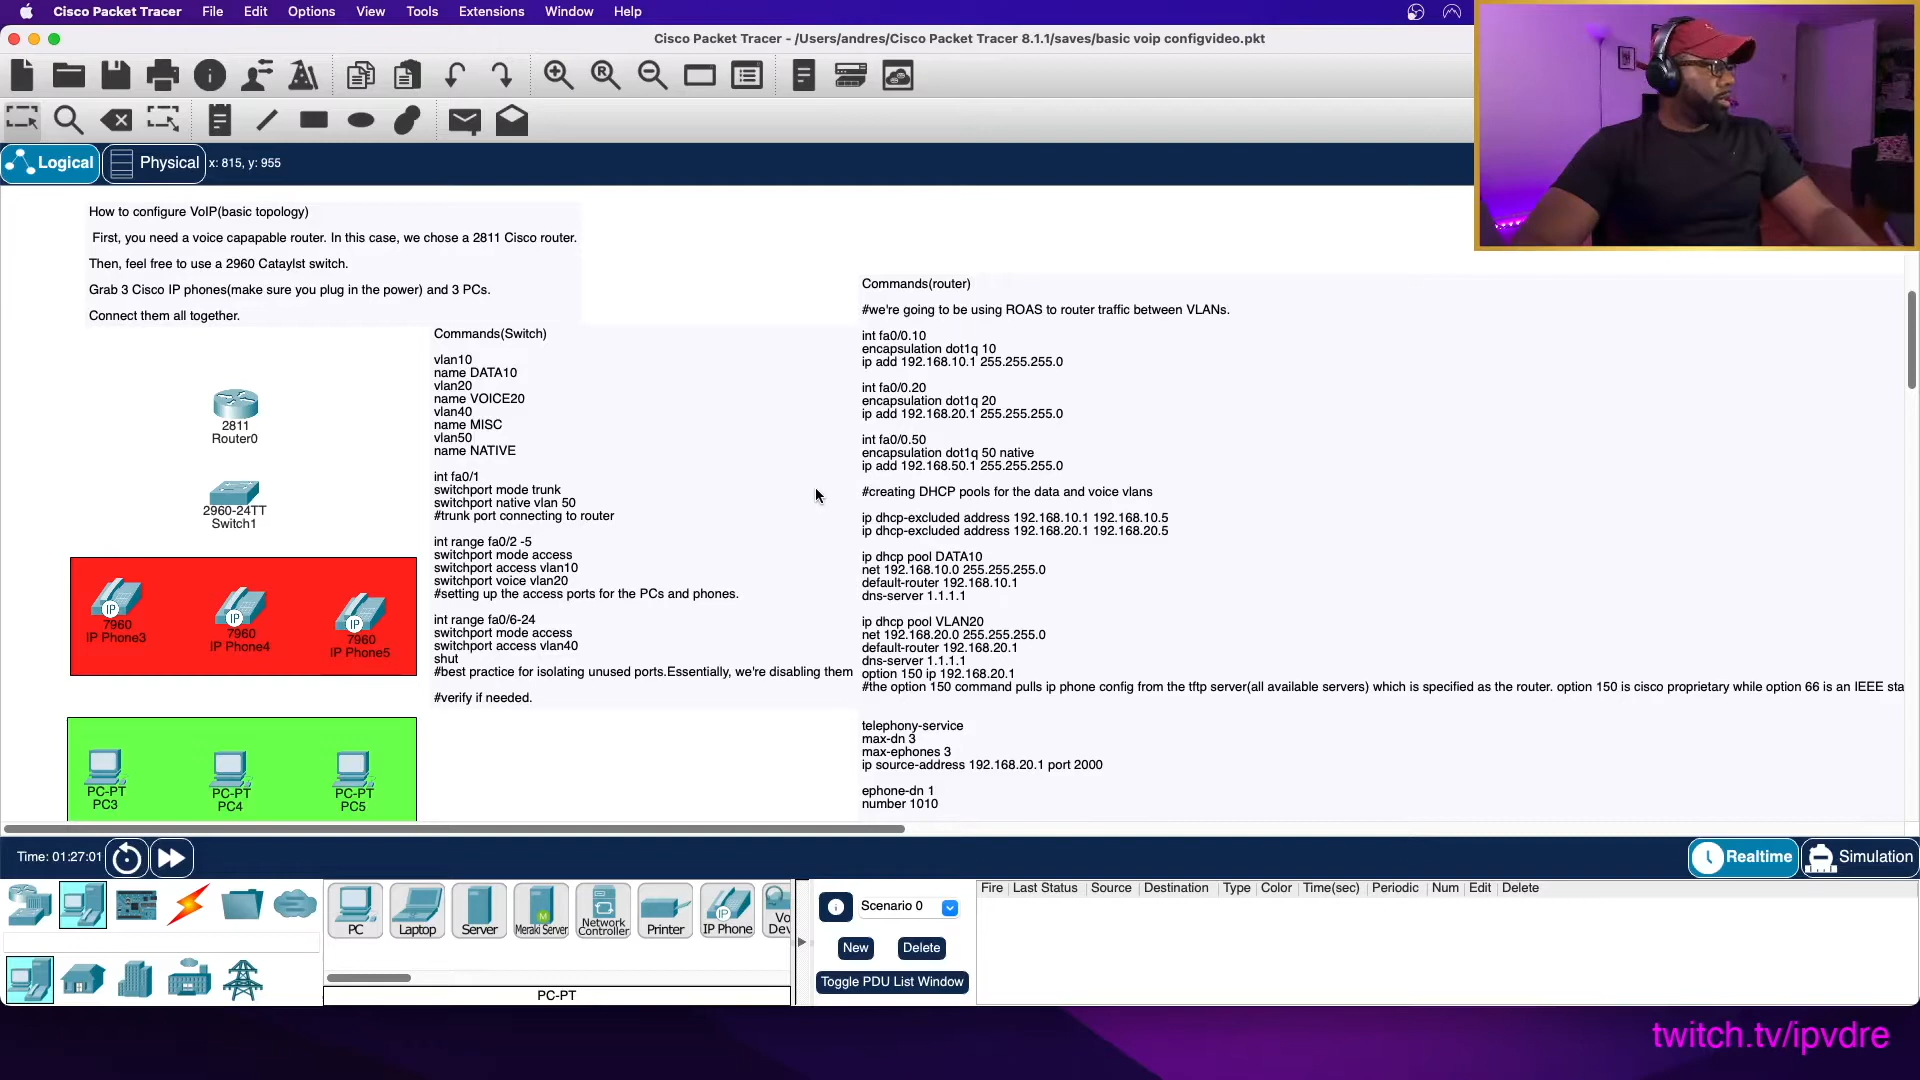 Cisco Packet Tracer File Edit Options View Tools Extensions Window Help
Cisco Packet Tracer - /Users/andres/Cisco Packet Tracer 8.1.1/saves/basic voip configvideo.pkt
Logical Physical x: 815, y: 955
How to configure VoIP(basic topology)
First, you need a voice capapable router. In this case, we chose a 2811 Cisco router.
Then, feel free to use a 2960 Cataylst switch.
Grab 3 Cisco IP phones(make sure you plug in the power) and 3 PCs.
Connect them all together.
2811
Router0
2960-24TT
Switch1
IP
7960
IP Phone3
IP
7960
IP Phone4
IP
7960
IP Phone5
PC-PT
PC3
PC-PT
PC4
PC-PT
PC5
Commands(Switch)
vlan10
name DATA10
vlan20
name VOICE20
vlan40
name MISC
vlan50
name NATIVE
int fa0/1
switchport mode trunk
switchport native vlan 50
#trunk port connecting to router
int range fa0/2 -5
switchport mode access
switchport access vlan10
switchport voice vlan20
#setting up the access ports for the PCs and phones.
int range fa0/6-24
switchport mode access
switchport access vlan40
shut
#best practice for isolating unused ports.Essentially, we're disabling them
#verify if needed.
Commands(router)
#we're going to be using ROAS to router traffic between VLANs.
int fa0/0.10
encapsulation dot1q 10
ip add 192.168.10.1 255.255.255.0
int fa0/0.20
encapsulation dot1q 20
ip add 192.168.20.1 255.255.255.0
int fa0/0.50
encapsulation dot1q 50 native
ip add 192.168.50.1 255.255.255.0
#creating DHCP pools for the data and voice vlans
ip dhcp-excluded address 192.168.10.1 192.168.10.5
ip dhcp-excluded address 192.168.20.1 192.168.20.5
ip dhcp pool DATA10
net 192.168.10.0 255.255.255.0
default-router 192.168.10.1
dns-server 1.1.1.1
ip dhcp pool VLAN20
net 192.168.20.0 255.255.255.0
default-router 192.168.20.1
dns-server 1.1.1.1
option 150 ip 192.168.20.1
#the option 150 command pulls ip phone config from the tftp server(all available servers) which is specified as the router. option 150 is cisco proprietary while option 66 is an IEEE sta
telephony-service
max-dn 3
max-ephones 3
ip source-address 192.168.20.1 port 2000
ephone-dn 1
number 1010
Time: 01:27:01
Realtime Simulation
PC Laptop Server Meraki Server Network Controller Printer IP Phone Vo Dev
PC-PT
Scenario 0
New Delete
Toggle PDU List Window
Fire Last Status Source Destination Type Color Time(sec) Periodic Num Edit Delete
twitch.tv/ipvdre